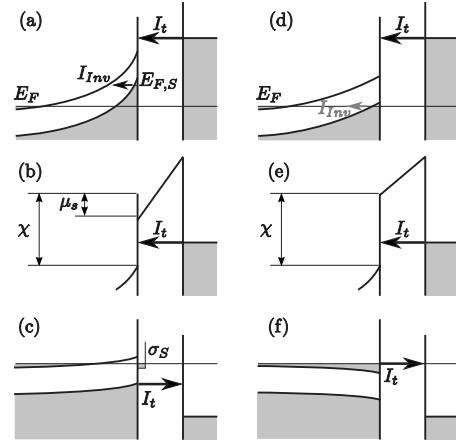 (a)
I_t
I_Inv
E_F
E_F,S
(d)
I_t
E_F
I_Inv
(b)
μ_s
χ
I_t
(e)
χ
I_t
(c)
σ_S
I_t
(f)
I_t